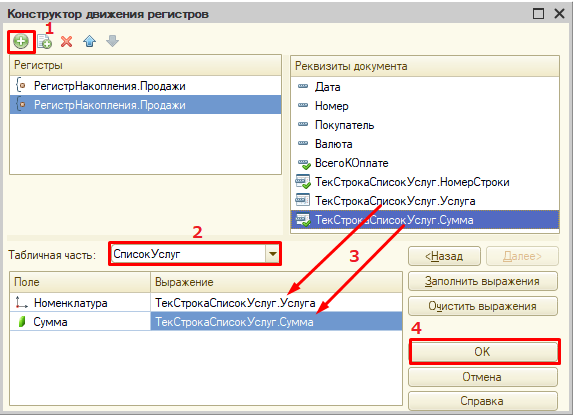 Конструктор движения регистров
1
Регистры
РегистрНакопления.Продажи
РегистрНакопления.Продажи
Реквизиты документа
Дата
Номер
Покупатель
Валюта
ВсегоКОплате
ТекСтрокаСписокУслуг.НомерСтроки
ТекСтрокаСписокУслуг.Услуга
ТекСтрокаСписокУслуг.Сумма
2
Табличная часть: СписокУслуг
3
<Назад Далее>
Поле Выражение
Номенклатура ТекСтрокаСписокУслуг.Услуга
Сумма ТекСтрокаСписокУслуг.Сумма
Заполнить выражения
Очистить выражения
4
OK
Отмена
Справка